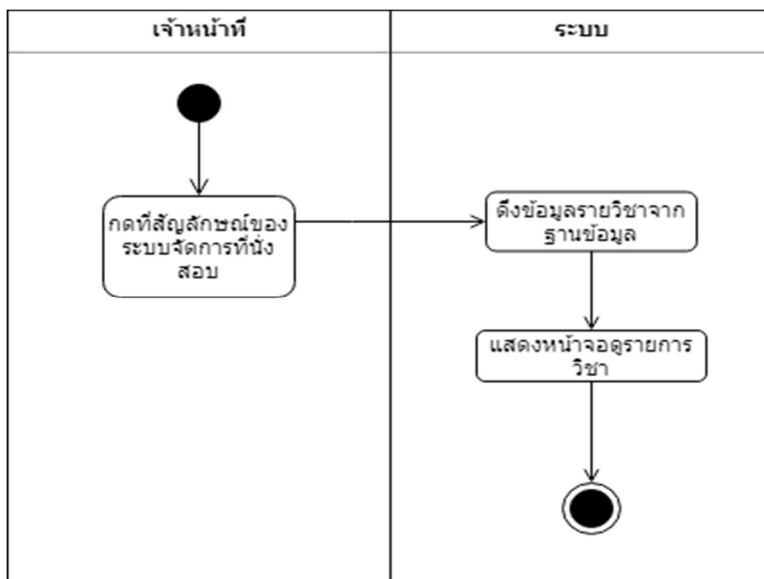 เจ้าหน้าที่
ระบบ
กดที่สัญลักษณ์ของ
ระบบจัดการที่นั่ง
สอบ
ดึงข้อมูลรายวิชาจาก
ฐานข้อมูล
แสดงหน้าจอดูรายการ
วิชา